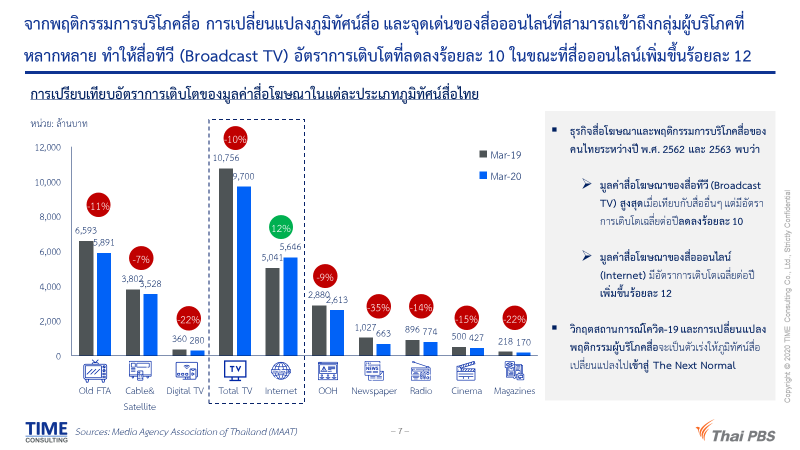 จากพฤติกรรมการบริโภคสื่อ การเปลี่ยนแปลงภูมิทัศน์สื่อ และจุดเด่นของสื่อออนไลน์ที่สามารถเข้าถึงกลุ่มผู้บริโภคที่
หลากหลาย ทำให้สื่อทีวี (Broadcast TV) อัตราการเติบโตที่ลดลงร้อยละ 10 ในขณะที่สื่อออนไลน์เพิ่มขึ้นร้อยละ 12
การเปรียบเทียบอัตราการเติบโตของมูลค่าสื่อโฆษณาในแต่ละประเภทภูมิทัศน์สื่อไทย
หน่วย: ล้านบาท
12,000
10,000
8,000
6,000
4,000
2,000
0
Mar-19
Mar-20
-11%
6,593
5,891
-7%
3,802
3,528
-22%
360 280
-10%
10,756
9,700
12%
5,041
5,646
-9%
2,880
2,613
-35%
1,027
663
-14%
896 774
-15%
500 427
-22%
218 170
Old FTA
Cable&
Satellite
Digital TV
TV
Total TV
Internet
OOH
NEWS
Newspaper
Radio
Cinema
Magazines
▪ ธุรกิจสื่อโฆษณาและพฤติกรรมการบริโภคสื่อของ
คนไทยระหว่างปี พ.ศ. 2562 และ 2563 พบว่า
➢ มูลค่าสื่อโฆษณาของสื่อทีวี (Broadcast
TV) สูงสุดเมื่อเทียบกับสื่ออื่นๆ แต่มีอัตรา
การเติบโตเฉลี่ยต่อปีลดลงร้อยละ 10
➢ มูลค่าสื่อโฆษณาของสื่อออนไลน์
(Internet) มีอัตราการเติบโตเฉลี่ยต่อปี
เพิ่มขึ้นร้อยละ 12
▪ วิกฤตสถานการณ์โควิด-19 และการเปลี่ยนแปลง
พฤติกรรมผู้บริโภคสื่อจะเป็นตัวเร่งให้ภูมิทัศน์สื่อ
เปลี่ยนแปลงไปเข้าสู่ The Next Normal
Copyright © 2020 TIME Consulting Co., Ltd., Strictly Confidential
TIME
CONSULTING
Sources: Media Agency Association of Thailand (MAAT)
– 7 –
Thai PBS